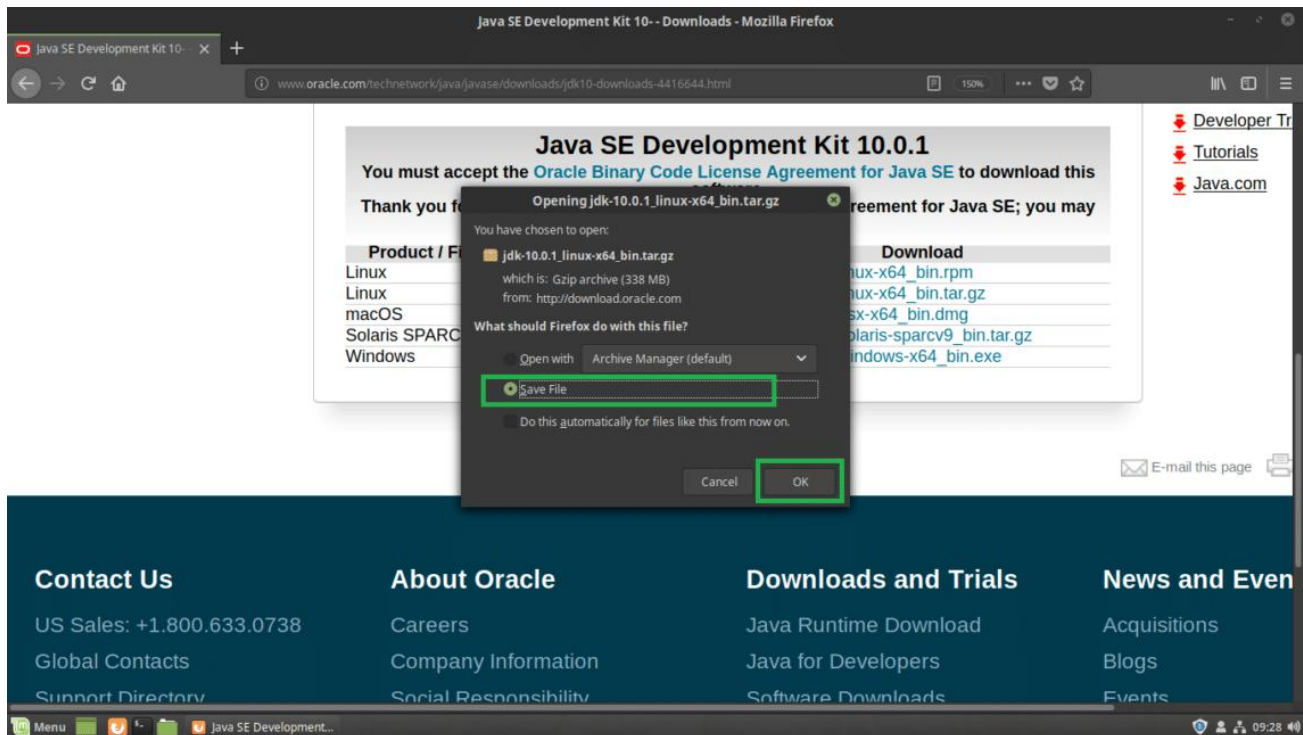 Java SE Development Kit 10- - Downloads - Mozilla Firefox
Java SE Development Kit 10- -
www.oracle.com/technetwork/java/javase/downloads/jdk10-downloads-4416644.html
150%
Java SE Development Kit 10.0.1
You must accept the Oracle Binary Code License Agreement for Java SE to download this
Thank you f
reement for Java SE; you may
Product / Fi
Download
Linux
nux-x64_bin.rpm
Linux
nux-x64_bin.tar.gz
macOS
sx-x64_bin.dmg
Solaris SPARC
olaris-sparcv9_bin.tar.gz
Windows
indows-x64_bin.exe
Developer Tr
Tutorials
Java.com
Opening jdk-10.0.1_linux-x64_bin.tar.gz
You have chosen to open:
jdk-10.0.1_linux-x64_bin.tar.gz
which is: Gzip archive (338 MB)
from: http://download.oracle.com
What should Firefox do with this file?
Open with Archive Manager (default)
Save File
Do this automatically for files like this from now on.
Cancel OK
E-mail this page
Contact Us
US Sales: +1.800.633.0738
Global Contacts
Support Directory
About Oracle
Careers
Company Information
Social Responsibility
Downloads and Trials
Java Runtime Download
Java for Developers
Software Downloads
News and Even
Acquisitions
Blogs
Events
Menu
Java SE Development...
09:28